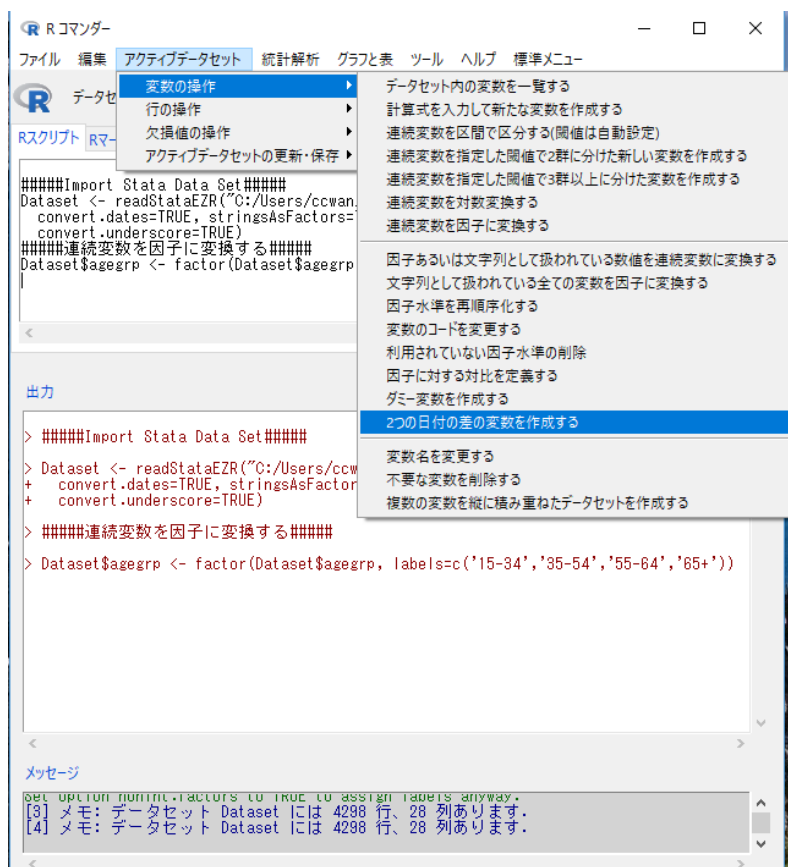 R コマンダー
ファイル 編集 アクティブデータセット 統計解析 グラフと表 ツール ヘルプ 標準メニュー
データセ
Rスクリプト Rマー
変数の操作
行の操作
欠損値の操作
アクティブデータセットの更新・保存
データセット内の変数を一覧する
計算式を入力して新たな変数を作成する
連続変数を区間で区分する(閾値は自動設定)
連続変数を指定した閾値で2群に分けた新しい変数を作成する
連続変数を指定した閾値で3群以上に分けた変数を作成する
連続変数を対数変換する
連続変数を因子に変換する
因子あるいは文字列として扱われている数値を連続変数に変換する
文字列として扱われている全ての変数を因子に変換する
因子水準を再順序化する
変数のコードを変更する
利用されていない因子水準の削除
因子に対する対比を定義する
ダミー変数を作成する
2つの日付の差の変数を作成する
変数名を変更する
不要な変数を削除する
複数の変数を縦に積み重ねたデータセットを作成する
#####Import Stata Data Set#####
Dataset <- readStataEZR("C:/Users/ccwan
convert.dates=TRUE, stringsAsFactors=
convert.underscore=TRUE)
#####連続変数を因子に変換する#####
Dataset$agegrp <- factor(Dataset$agegrp
出力
> #####Import Stata Data Set#####
> Dataset <- readStataEZR("C:/Users/ccw
+ convert.dates=TRUE, stringsAsFactor
+ convert.underscore=TRUE)
> #####連続変数を因子に変換する#####
> Dataset$agegrp <- factor(Dataset$agegrp, labels=c('15-34','35-54','55-64','65+'))
メッセージ
Set option nonint.factors to TRUE to assign labels anyway.
[3] メモ: データセット Dataset には 4298 行、28 列あります.
[4] メモ: データセット Dataset には 4298 行、28 列あります.